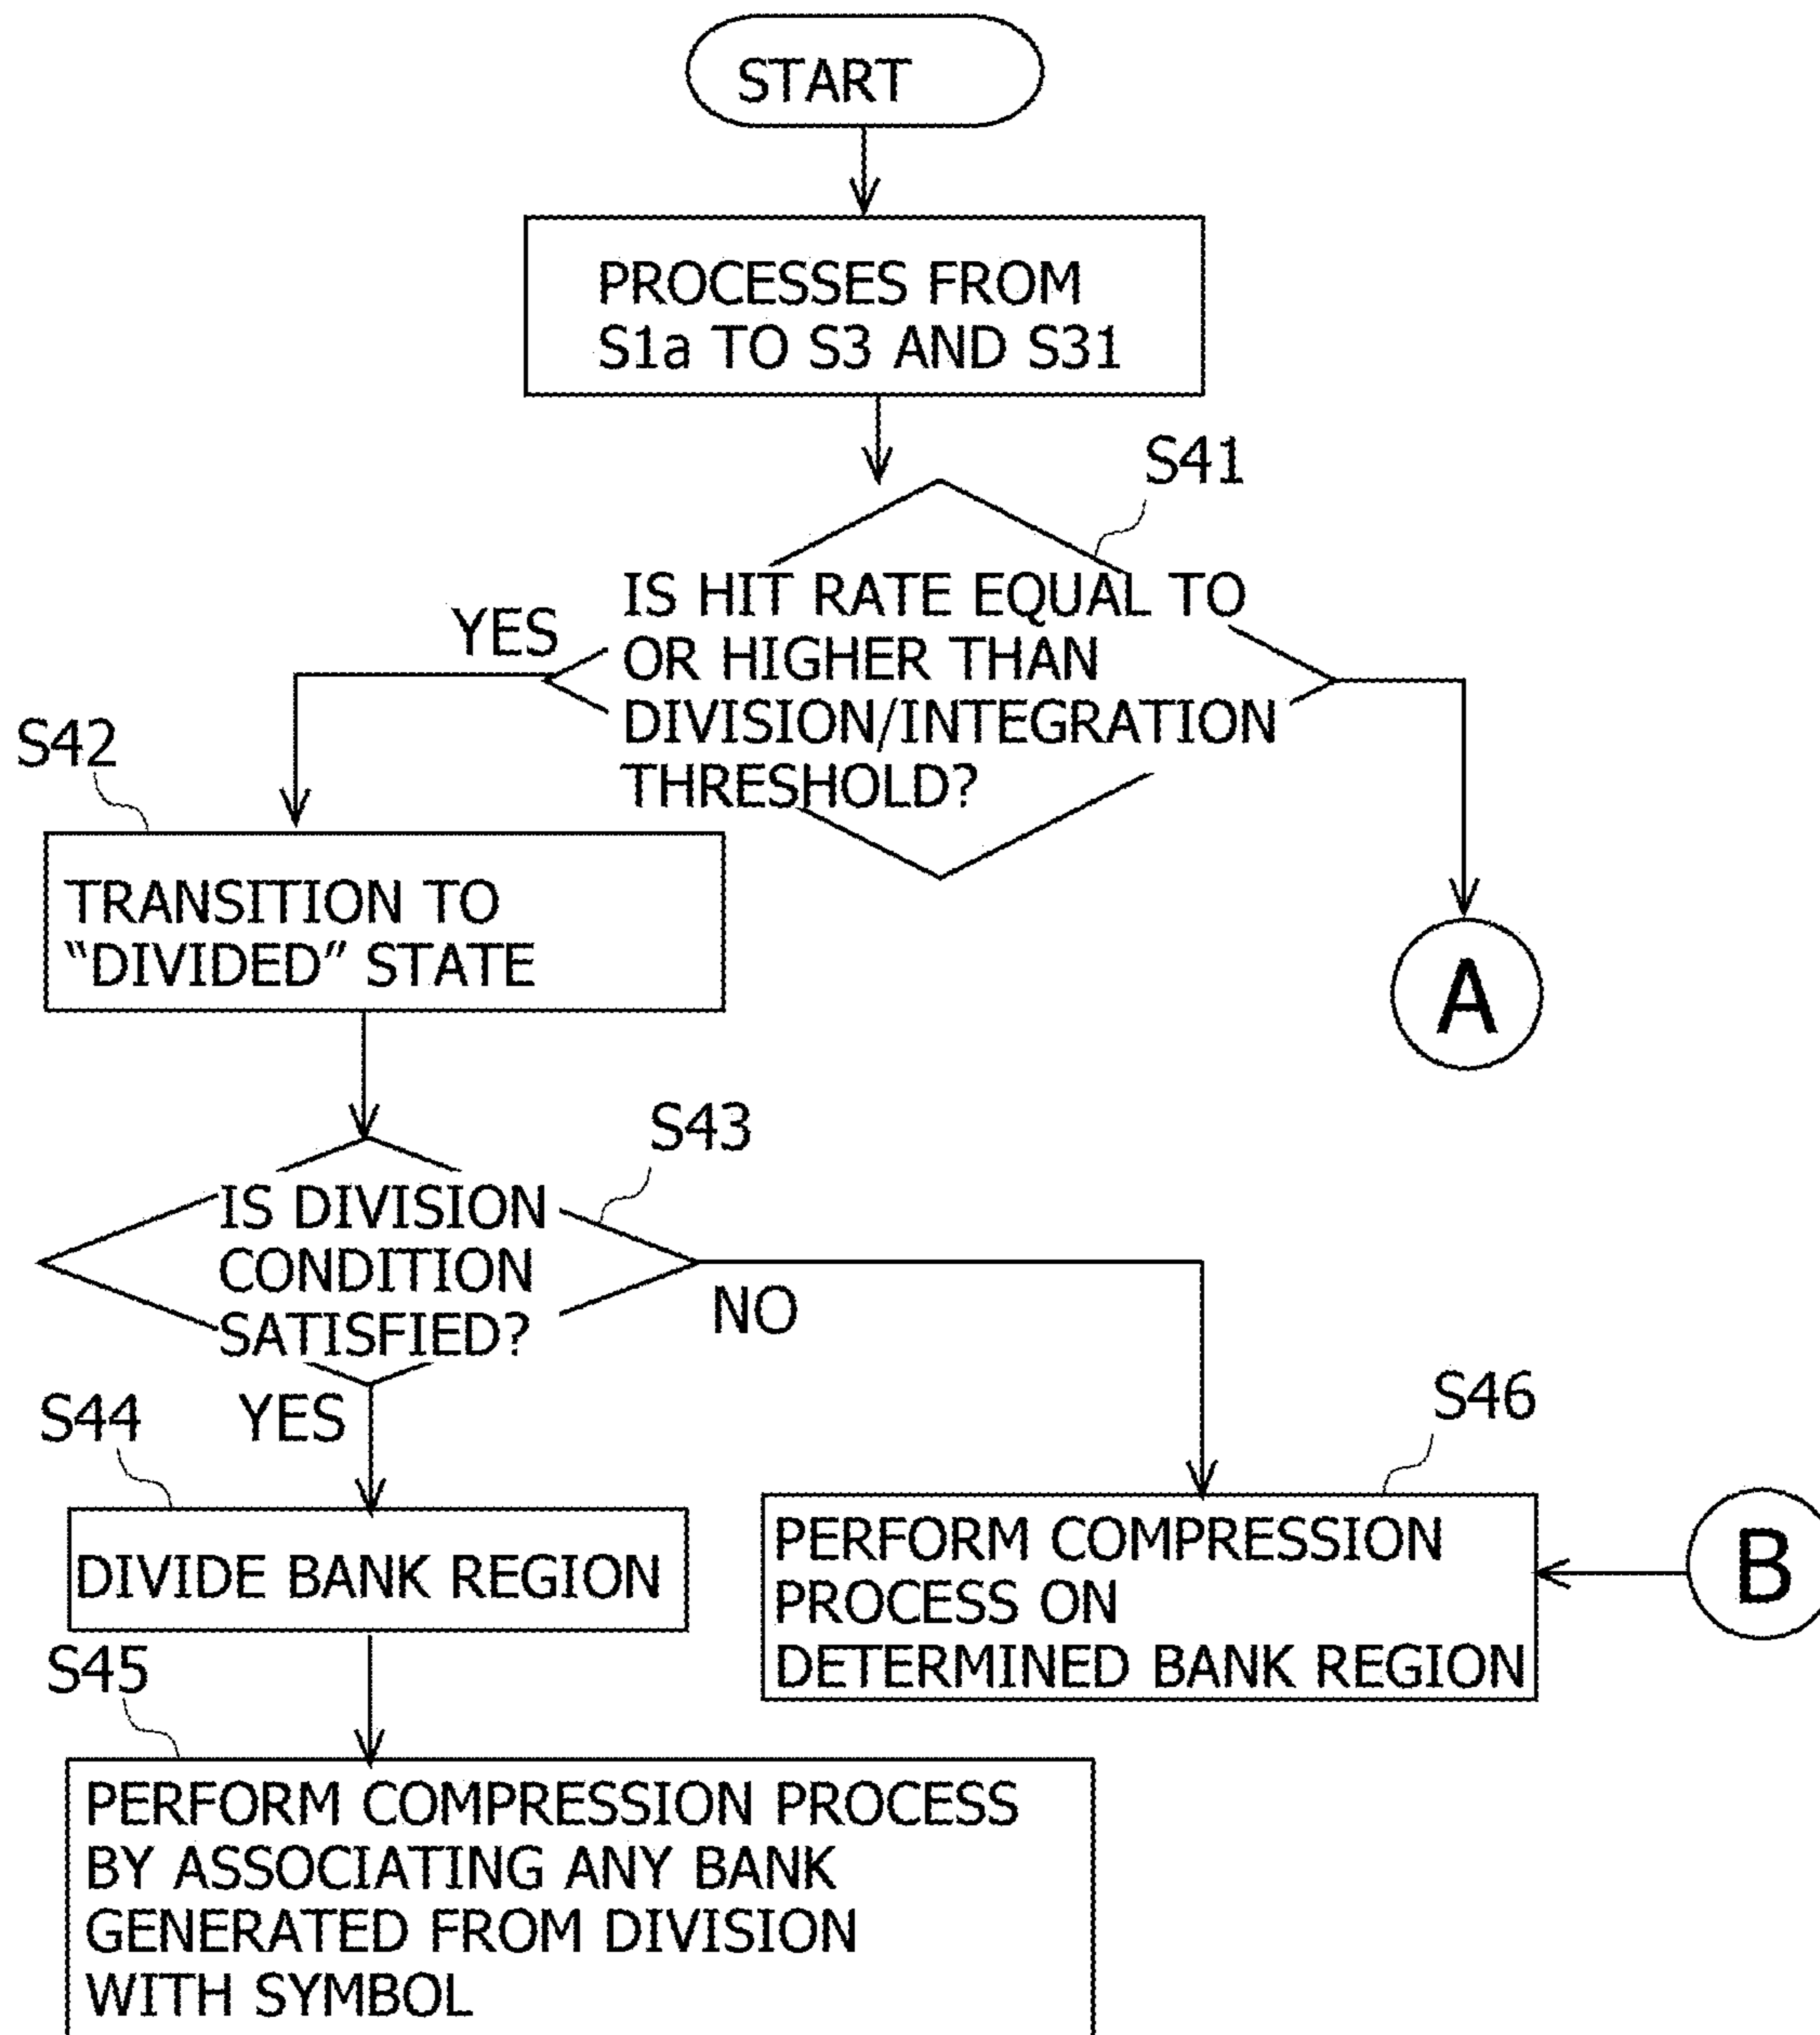 START
PROCESSES FROM
S1a TO S3 AND S31
S41
IS HIT RATE EQUAL TO
OR HIGHER THAN
DIVISION/INTEGRATION
THRESHOLD?
YES
S42
TRANSITION TO
“DIVIDED” STATE
A
S43
IS DIVISION
CONDITION
SATISFIED?
NO
YES
S44
DIVIDE BANK REGION
S46
PERFORM COMPRESSION
PROCESS ON
DETERMINED BANK REGION
B
S45
PERFORM COMPRESSION PROCESS
BY ASSOCIATING ANY BANK
GENERATED FROM DIVISION
WITH SYMBOL